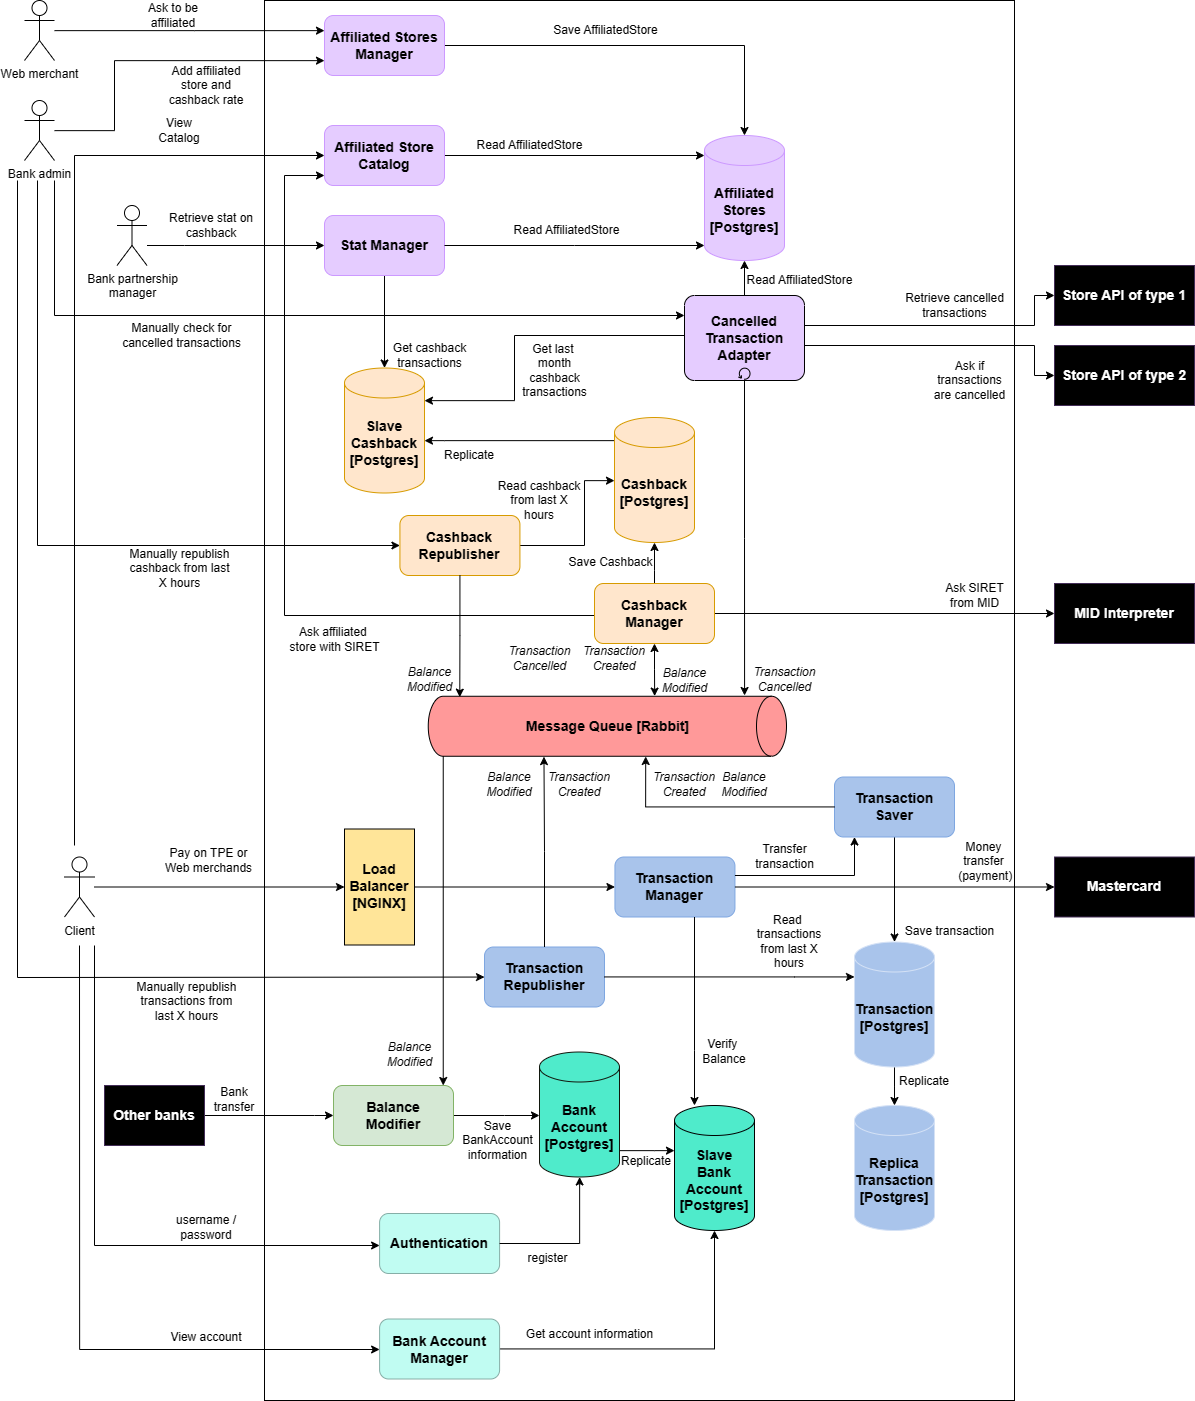 Ask to be
affiliated
Web merchant
Affiliated Stores
Manager
Save AffiliatedStore
Add affiliated
store and
cashback rate
View
Catalog
Bank admin
Affiliated Store
Catalog
Read AffiliatedStore
Affiliated
Stores
[Postgres]
Retrieve stat on
cashback
Stat Manager
Read AffiliatedStore
Bank partnership
manager
Read AffiliatedStore
Manually check for
cancelled transactions
Cancelled
Transaction
Adapter
Retrieve cancelled
transactions
Store API of type 1
Store API of type 2
Ask if
transactions
are cancelled
Get cashback
transactions
Get last
month
cashback
transactions
Slave
Cashback
[Postgres]
Replicate
Cashback
[Postgres]
Read cashback
from last X
hours
Cashback
Republisher
Manually republish
cashback from last
X hours
Save Cashback
Cashback
Manager
Ask SIRET
from MID
MID Interpreter
Ask affiliated
store with SIRET
Transaction
Cancelled
Transaction
Created
Balance
Modified
Balance
Modified
Transaction
Cancelled
Message Queue [Rabbit]
Balance
Modified
Transaction
Created
Transaction
Created
Balance
Modified
Transaction
Saver
Pay on TPE or
Web merchands
Client
Load
Balancer
[NGINX]
Transaction
Manager
Transfer
transaction
Money
transfer
(payment)
Mastercard
Save transaction
Read
transactions
from last X
hours
Transaction
Republisher
Manually republish
transactions from
last X hours
Transaction
[Postgres]
Verify
Balance
Replicate
Replica
Transaction
[Postgres]
Balance
Modified
Other banks
Bank
transfer
Balance
Modifier
Save
BankAccount
information
Bank
Account
[Postgres]
Replicate
Slave
Bank
Account
[Postgres]
username /
password
Authentication
register
View account
Bank Account
Manager
Get account information